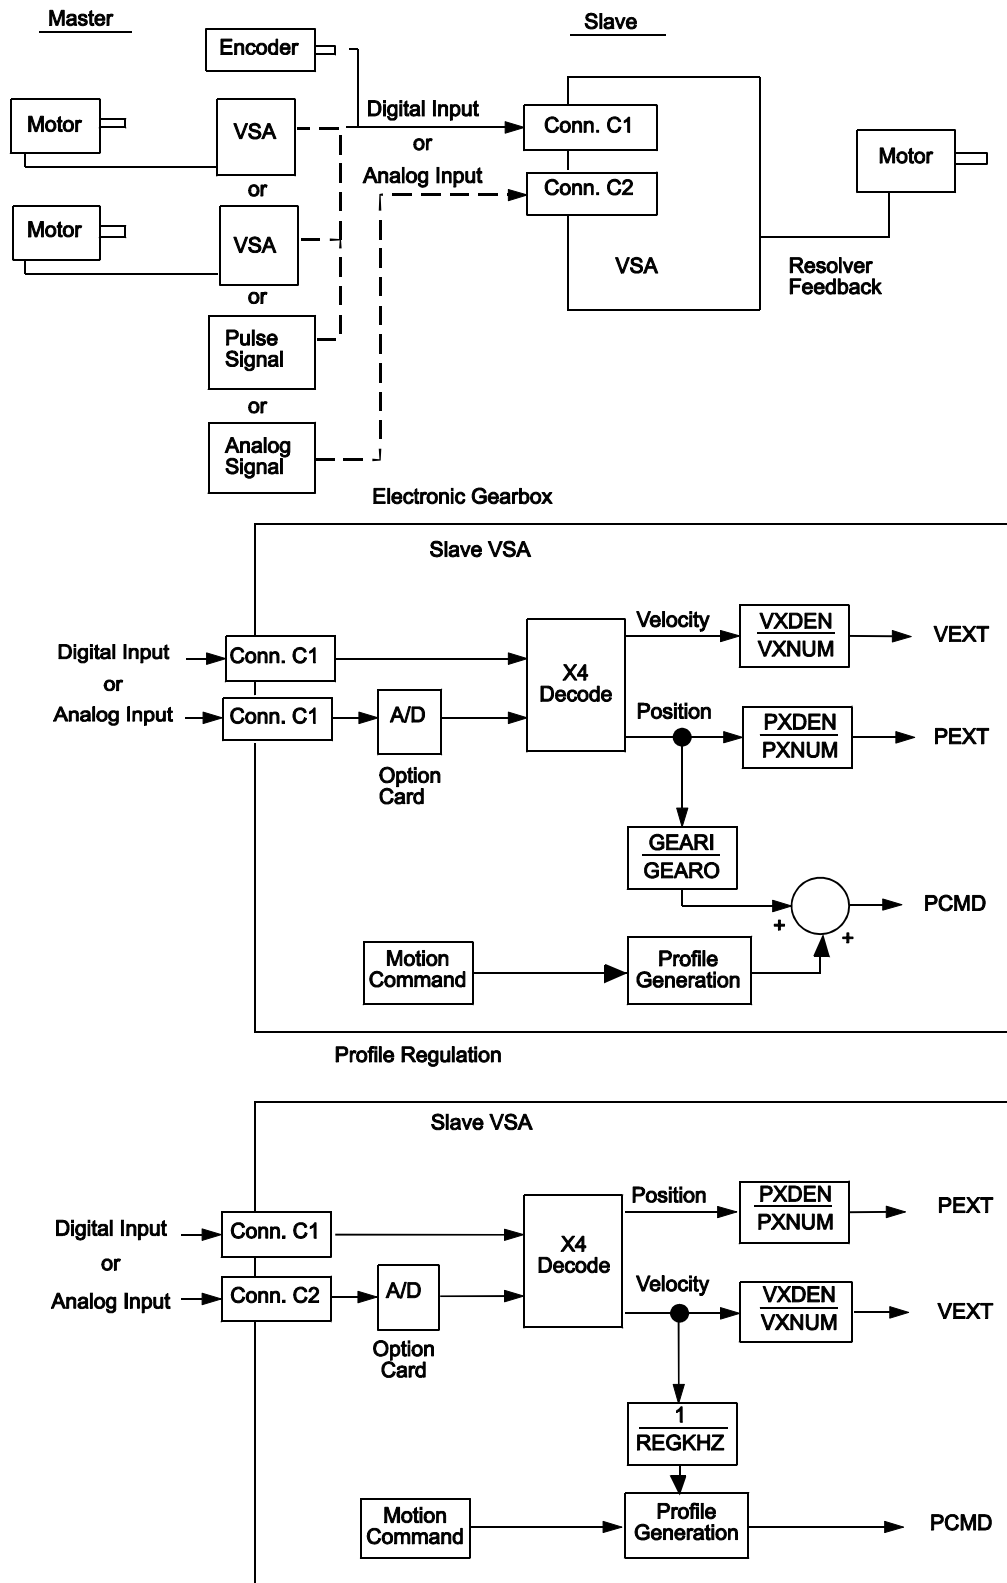 Master
Slave
Encoder
Motor
VSA
Digital Input
or
Analog Input
Conn. C1
Conn. C2
VSA
Motor
Resolver
Feedback
or
Motor
VSA
or
Pulse
Signal
or
Analog
Signal
Electronic Gearbox
Slave VSA
Digital Input
or
Analog Input
Conn. C1
Conn. C1
A/D
Option
Card
X4
Decode
Velocity
VXDEN
VXNUM
VEXT
Position
PXDEN
PXNUM
PEXT
GEARI
GEARO
+
+
PCMD
Motion
Command
Profile
Generation
Profile Regulation
Slave VSA
Digital Input
or
Analog Input
Conn. C1
Conn. C2
A/D
Option
Card
X4
Decode
Position
PXDEN
PXNUM
PEXT
Velocity
VXDEN
VXNUM
VEXT
1
REGKHZ
Motion
Command
Profile
Generation
PCMD